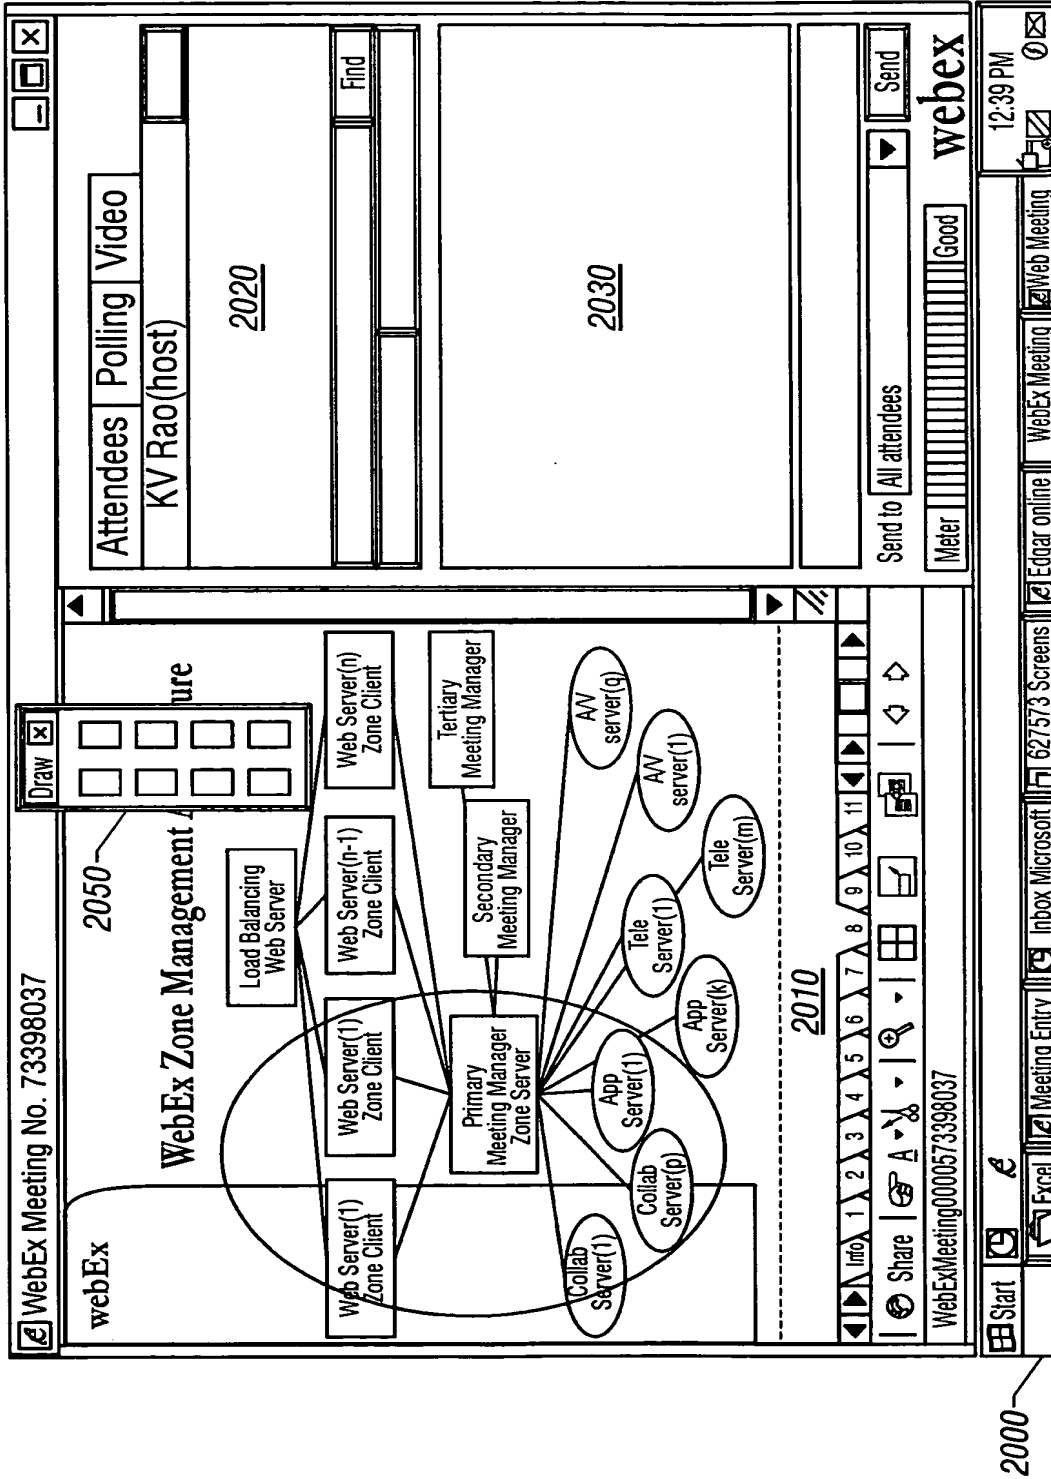 WebEx Meeting No. 73398037
webEx
WebEx Zone Management A
ure
Draw
2050
Load Balancing
Web Server
Web Server(1)
Zone Client
Web Server(1)
Zone Client
Web Server(n-1)
Zone Client
Web Server(n)
Zone Client
Primary
Meeting Manager
Zone Server
Secondary
Meeting Manager
Tertiary
Meeting Manager
Collab
Server(1)
Collab
Server(p)
App
Server(1)
App
Server(k)
Tele
Server(1)
Tele
Server(m)
A/V
server(1)
A/V
server(q)
2010
Info 1 2 3 4 5 6 7 8 9 10 11
Share A
WebExMeeting0000573398037
Attendees Polling Video
KV Rao(host)
2020
Find
2030
Send to All attendees
Send
Meter Good
webex
Start
12:39 PM
Excel Meeting Entry Inbox Microsoft 627573 Screens Edgar online WebEx Meeting Web Meeting
2000